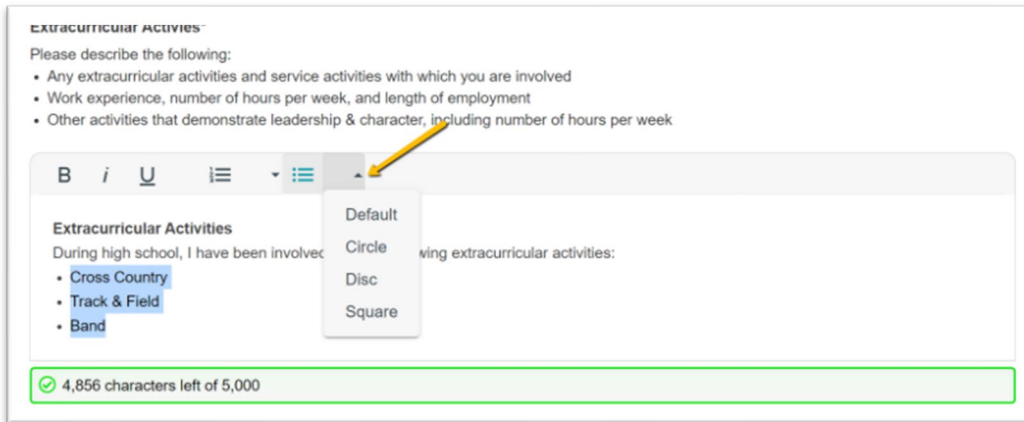 Extracurricular Activies*
Please describe the following:
• Any extracurricular activities and service activities with which you are involved
• Work experience, number of hours per week, and length of employment
• Other activities that demonstrate leadership & character, including number of hours per week
B i U
Default
Circle
Disc
Square
Extracurricular Activities
During high school, I have been involved wing extracurricular activities:
• Cross Country
• Track & Field
• Band
4,856 characters left of 5,000